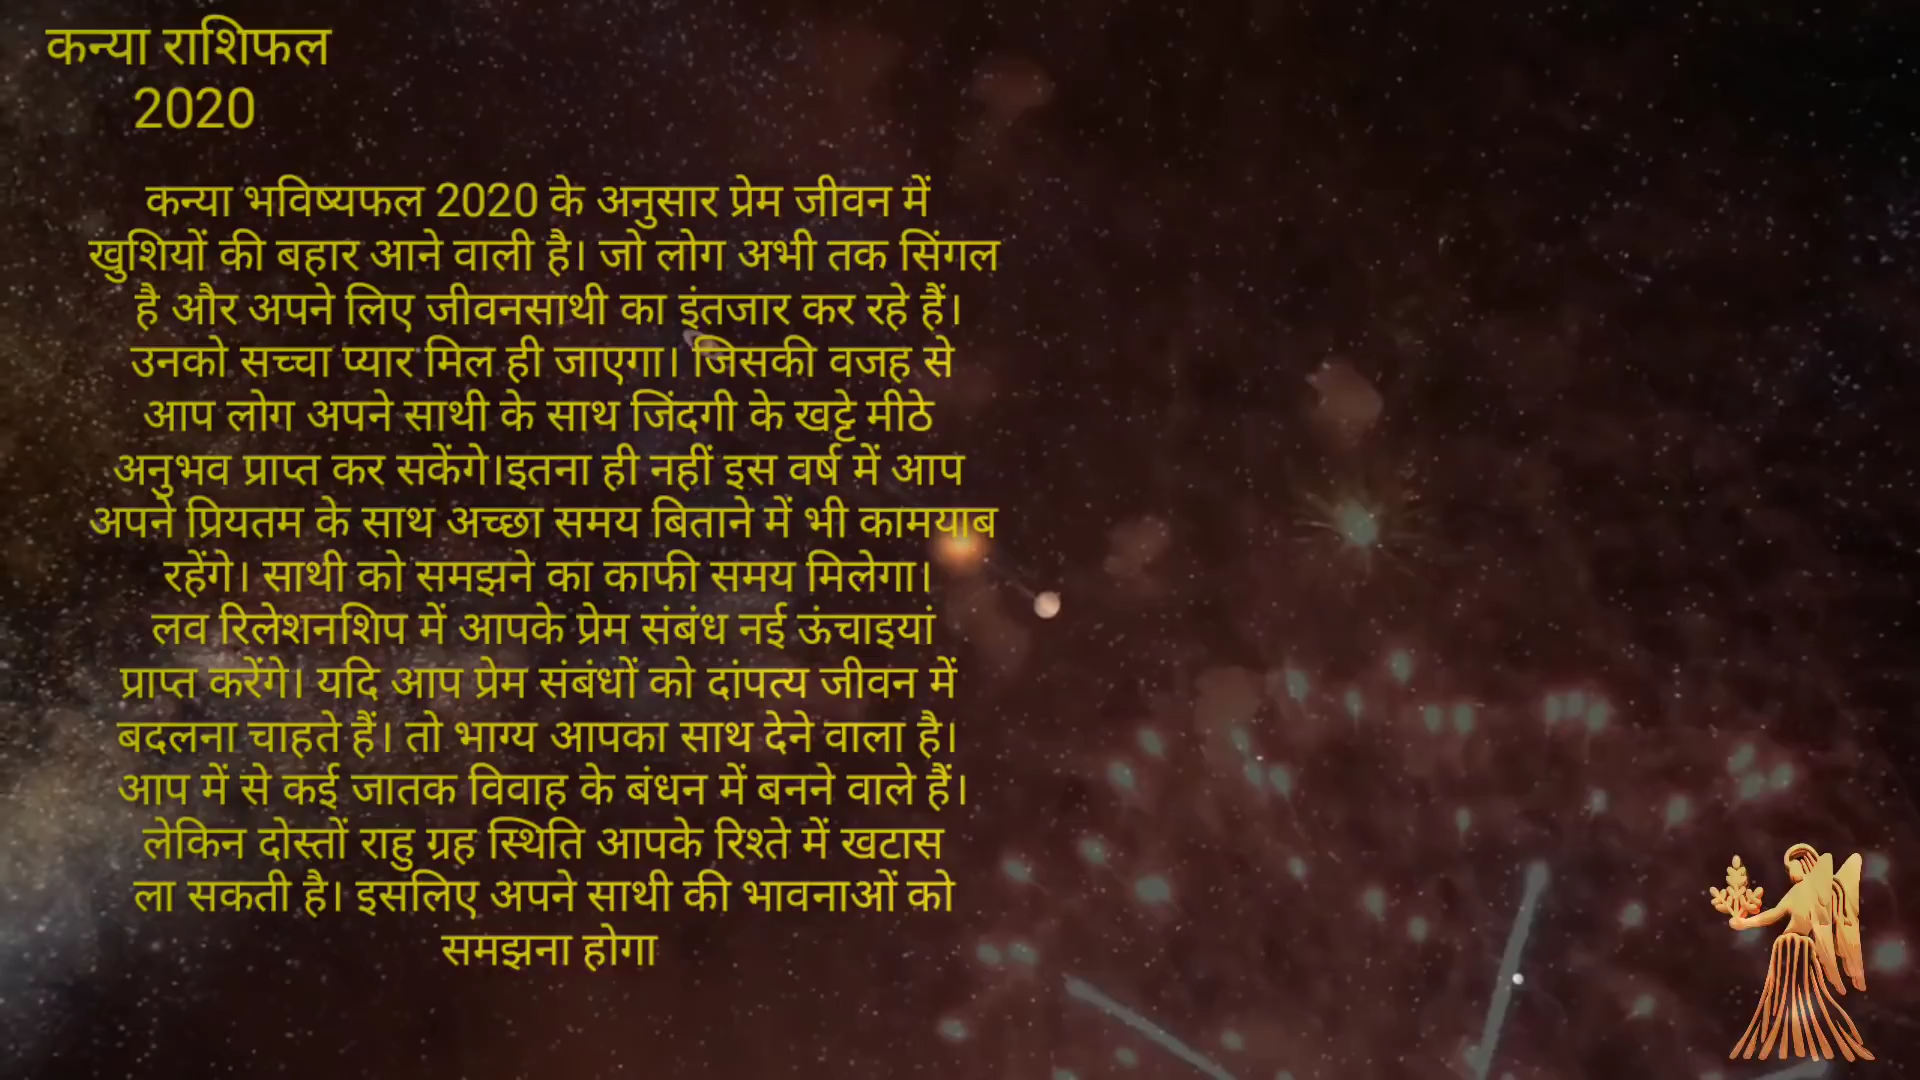 कन्या राशिफल
2020
कन्या भविष्यफल 2020 के अनुसार प्रेम जीवन में
खुशियों की बहार आने वाली है। जो लोग अभी तक सिंगल
है और अपने लिए जीवनसाथी का इंतजार कर रहे हैं।
उनको सच्चा प्यार मिल ही जाएगा। जिसकी वजह से
आप लोग अपने साथी के साथ जिंदगी के खट्टे मीठे
अनुभव प्राप्त कर सकेंगे।इतना ही नहीं इस वर्ष में आप
अपने प्रियतम के साथ अच्छा समय बिताने में भी कामयाब
रहेंगे। साथी को समझने का काफी समय मिलेगा।
लव रिलेशनशिप में आपके प्रेम संबंध नई ऊंचाइयां
प्राप्त करेंगे। यदि आप प्रेम संबंधों को दांपत्य जीवन में
बदलना चाहते हैं। तो भाग्य आपका साथ देने वाला है।
आप में से कई जातक विवाह के बंधन में बनने वाले हैं।
लेकिन दोस्तों राहु ग्रह स्थिति आपके रिश्ते में खटास
ला सकती है। इसलिए अपने साथी की भावनाओं को
समझना होगा